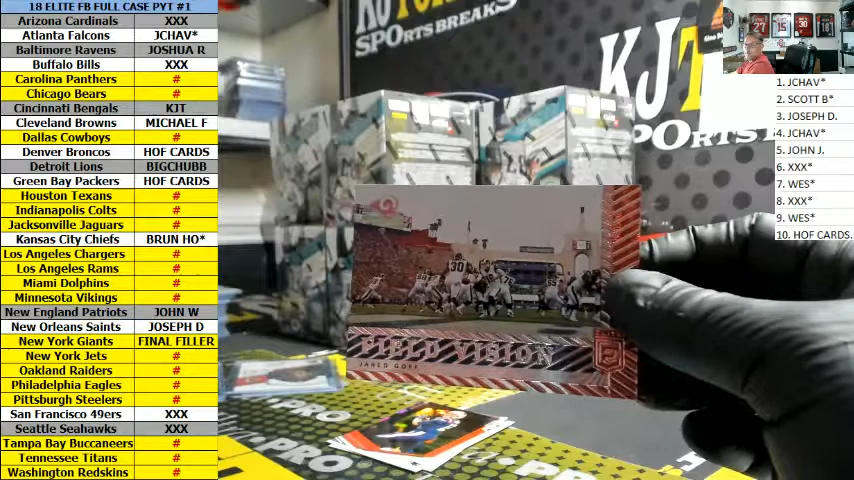 18 ELITE FB FULL CASE PYT #1
Arizona Cardinals XXX
Atlanta Falcons JCHAV*
Baltimore Ravens JOSHUA R
Buffalo Bills XXX
Carolina Panthers #
Chicago Bears #
Cincinnati Bengals KJT
Cleveland Browns MICHAEL F
Dallas Cowboys #
Denver Broncos HOF CARDS
Detroit Lions BIGCHUBB
Green Bay Packers HOF CARDS
Houston Texans #
Indianapolis Colts #
Jacksonville Jaguars #
Kansas City Chiefs BRUN HO*
Los Angeles Chargers #
Los Angeles Rams #
Miami Dolphins #
Minnesota Vikings #
New England Patriots JOHN W
New Orleans Saints JOSEPH D
New York Giants FINAL FILLER
New York Jets #
Oakland Raiders #
Philadelphia Eagles #
Pittsburgh Steelers #
San Francisco 49ers XXX
Seattle Seahawks XXX
Tampa Bay Buccaneers #
Tennessee Titans #
Washington Redskins #
SPORTS BREAKS
KJT
SPORTS
FIELD VISION
JARED GOFF
PRO
PRO
PRO
1. JCHAV*
2. SCOTT B*
3. JOSEPH D.
4. JCHAV*
5. JOHN J.
6. XXX*
7. WES*
8. XXX*
9. WES*
10. HOF CARDS.